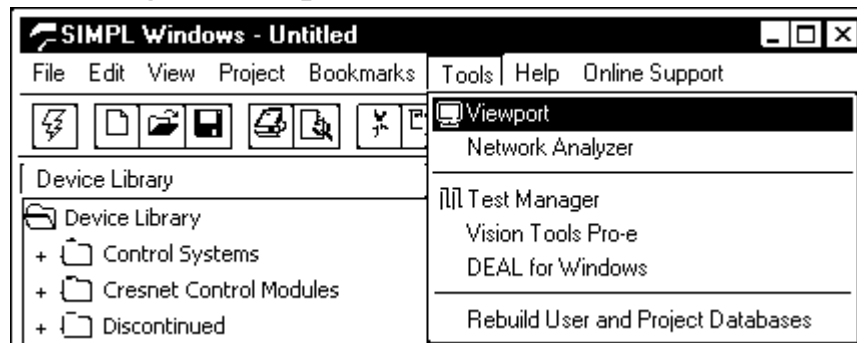 SIMPL Windows - Untitled
File Edit View Project Bookmarks Tools Help Online Support
Viewport
Network Analyzer
Test Manager
Vision Tools Pro-e
DEAL for Windows
Rebuild User and Project Databases
Device Library
Device Library
+ Control Systems
+ Cresnet Control Modules
+ Discontinued